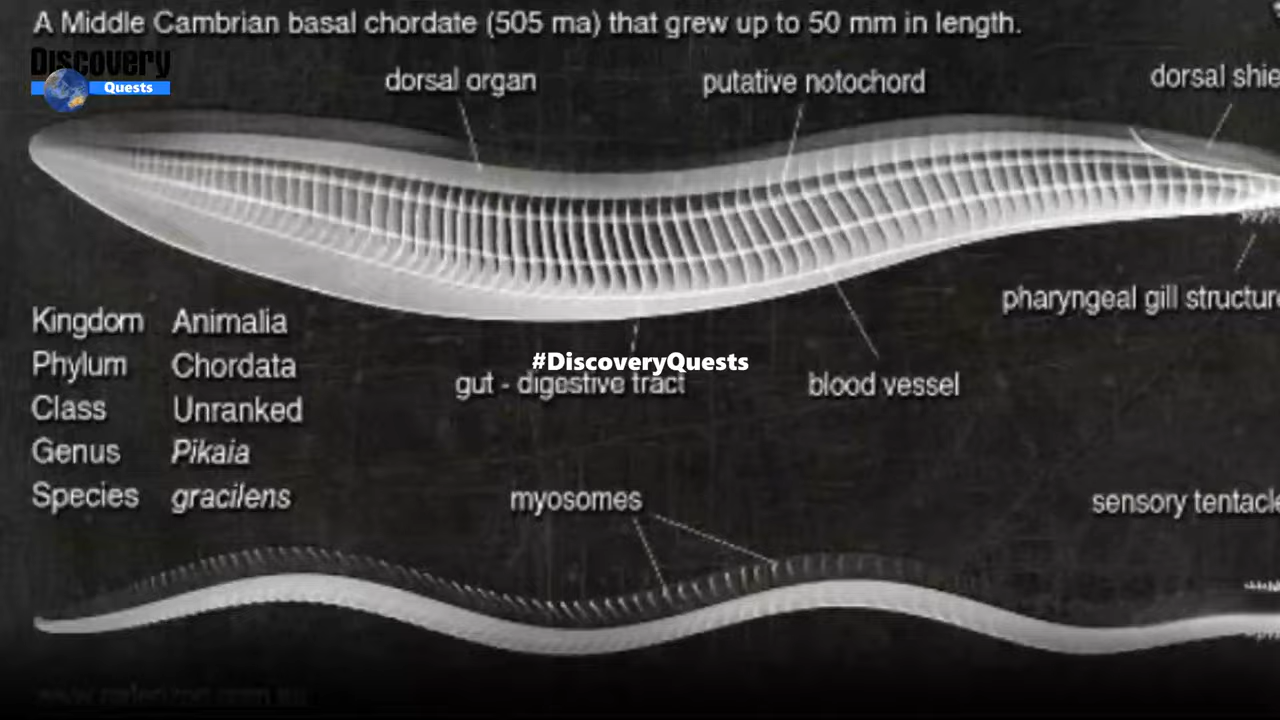 A Middle Cambrian basal chordate (505 ma) that grew up to 50 mm in length.
Discovery
Quests
dorsal organ
putative notochord
dorsal shie
pharyngeal gill structure
Kingdom Animalia
Phylum Chordata
Class Unranked
Genus Pikaia
Species gracilens
#DiscoveryQuests
gut - digestive tract
blood vessel
myosomes
sensory tentacle